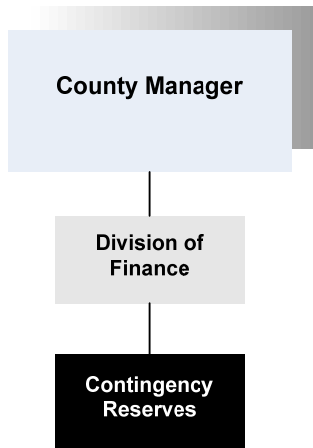 County Manager
Division of
Finance
Contingency
Reserves